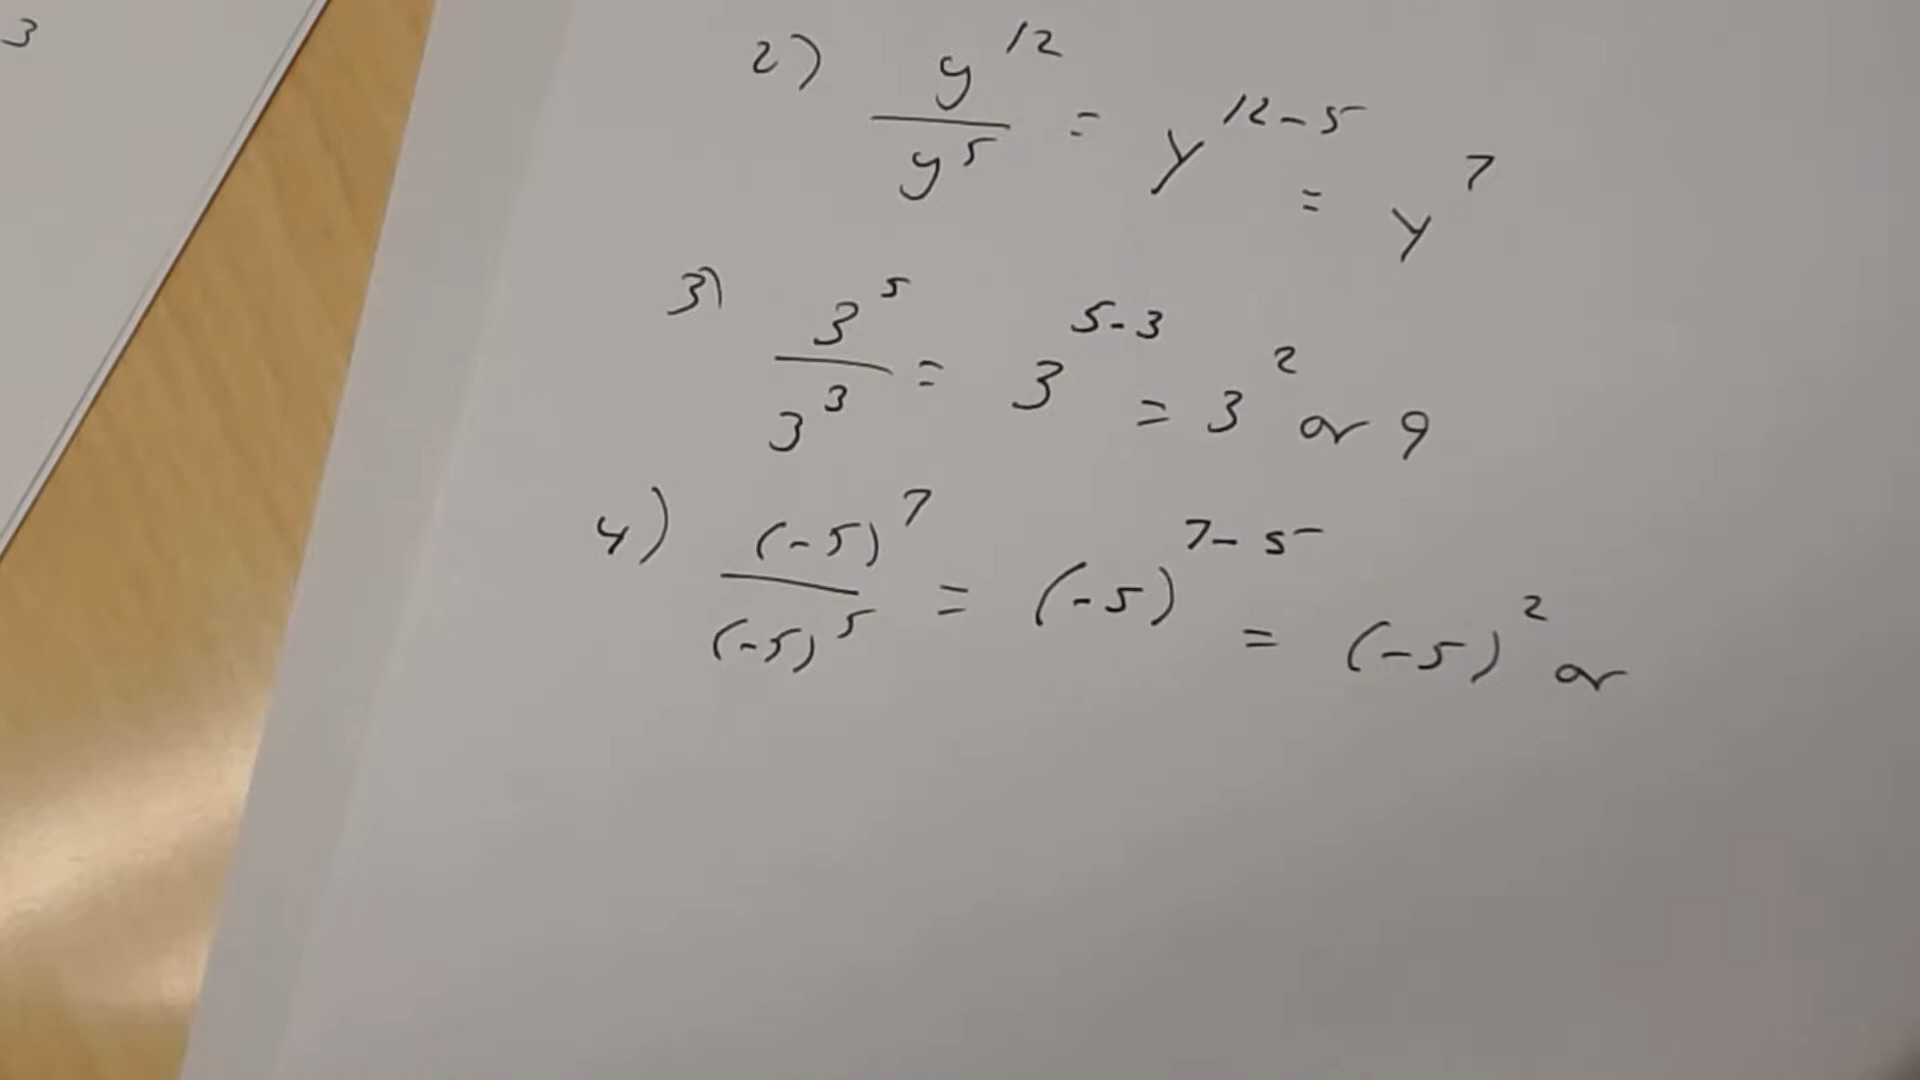 3
2) y^12 / y^5 = y^12-5 = y^7
3) 3^5 / 3^3 = 3^5-3 = 3^2 or 9
4) (-5)^7 / (-5)^5 = (-5)^7-5 = (-5)^2 or